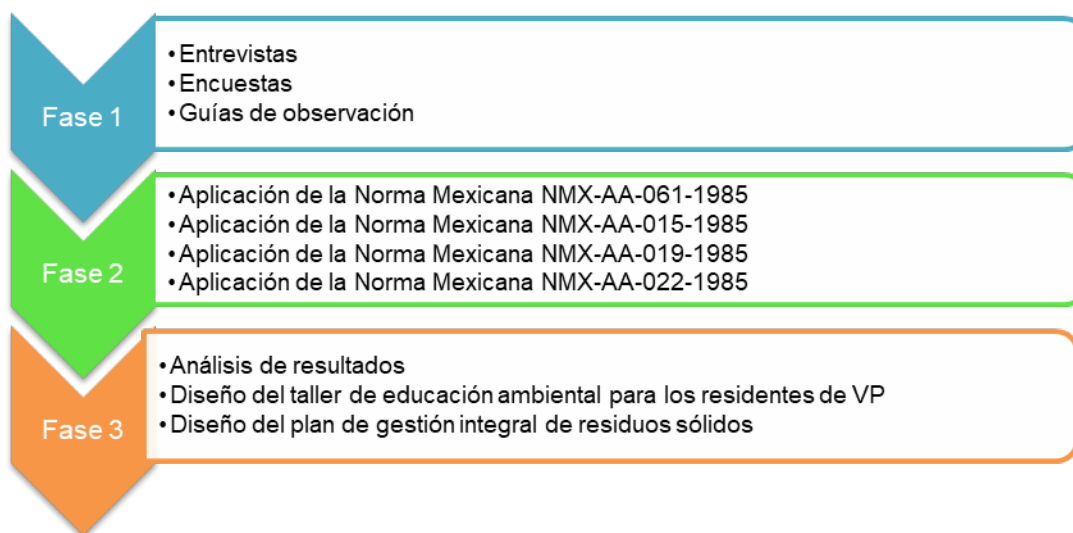 Fase 1
•Entrevistas
•Encuestas
•Guías de observación
Fase 2
•Aplicación de la Norma Mexicana NMX-AA-061-1985
•Aplicación de la Norma Mexicana NMX-AA-015-1985
•Aplicación de la Norma Mexicana NMX-AA-019-1985
•Aplicación de la Norma Mexicana NMX-AA-022-1985
Fase 3
•Análisis de resultados
•Diseño del taller de educación ambiental para los residentes de VP
•Diseño del plan de gestión integral de residuos sólidos